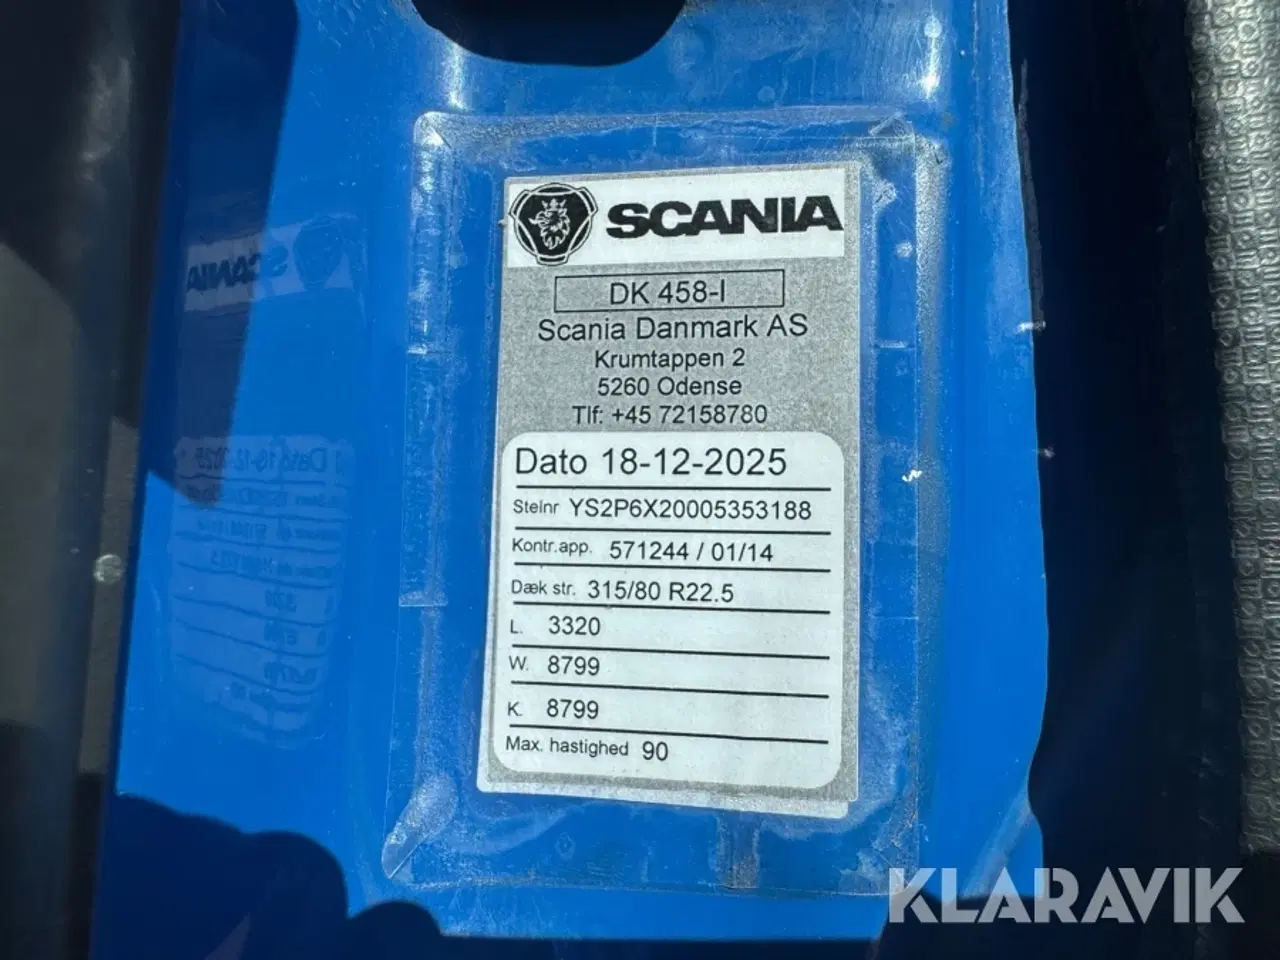 SCANIA
DK 458-I
Scania Danmark AS
Krumtappen 2
5260 Odense
Tlf: +45 72158780
Dato 18-12-2025
Stelnr YS2P6X20005353188
Kontr.app. 571244 / 01/14
Dæk str. 315/80 R22.5
L. 3320
W. 8799
K. 8799
Max. hastighed 90
KLARAVIK